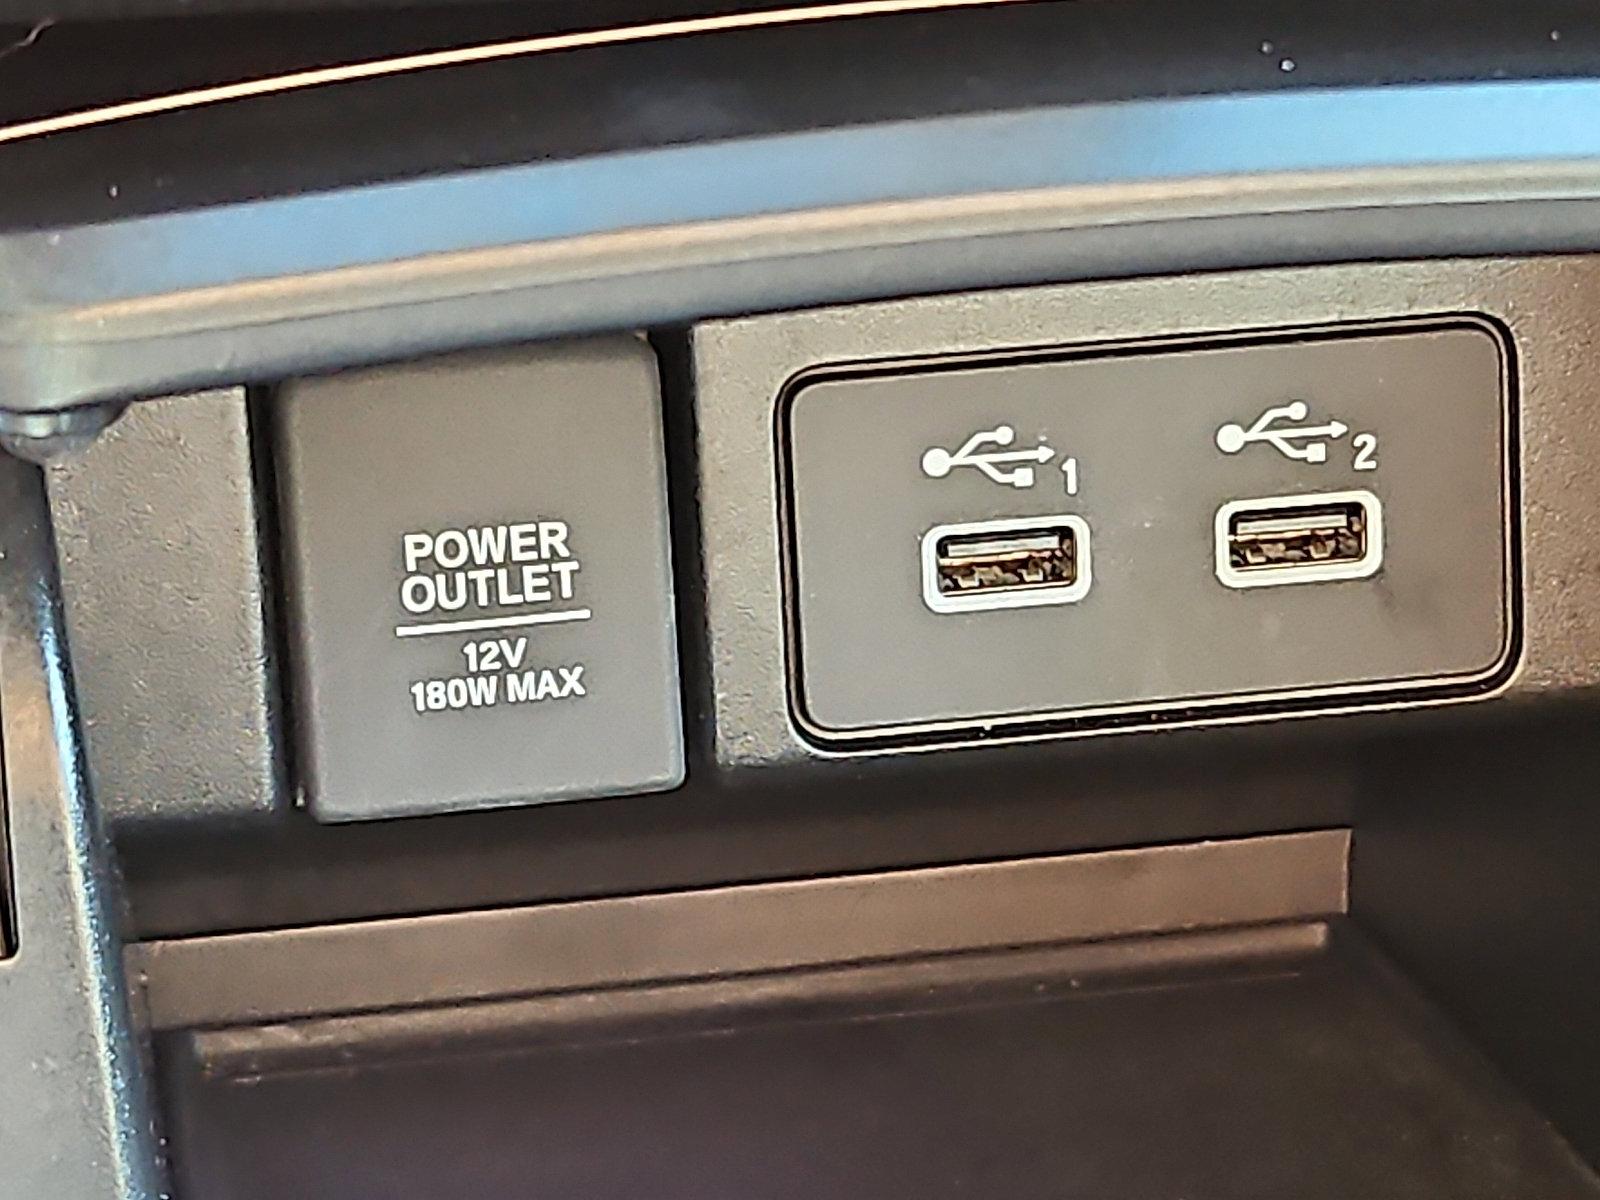 POWER
OUTLET
12V
180W MAX
1
2